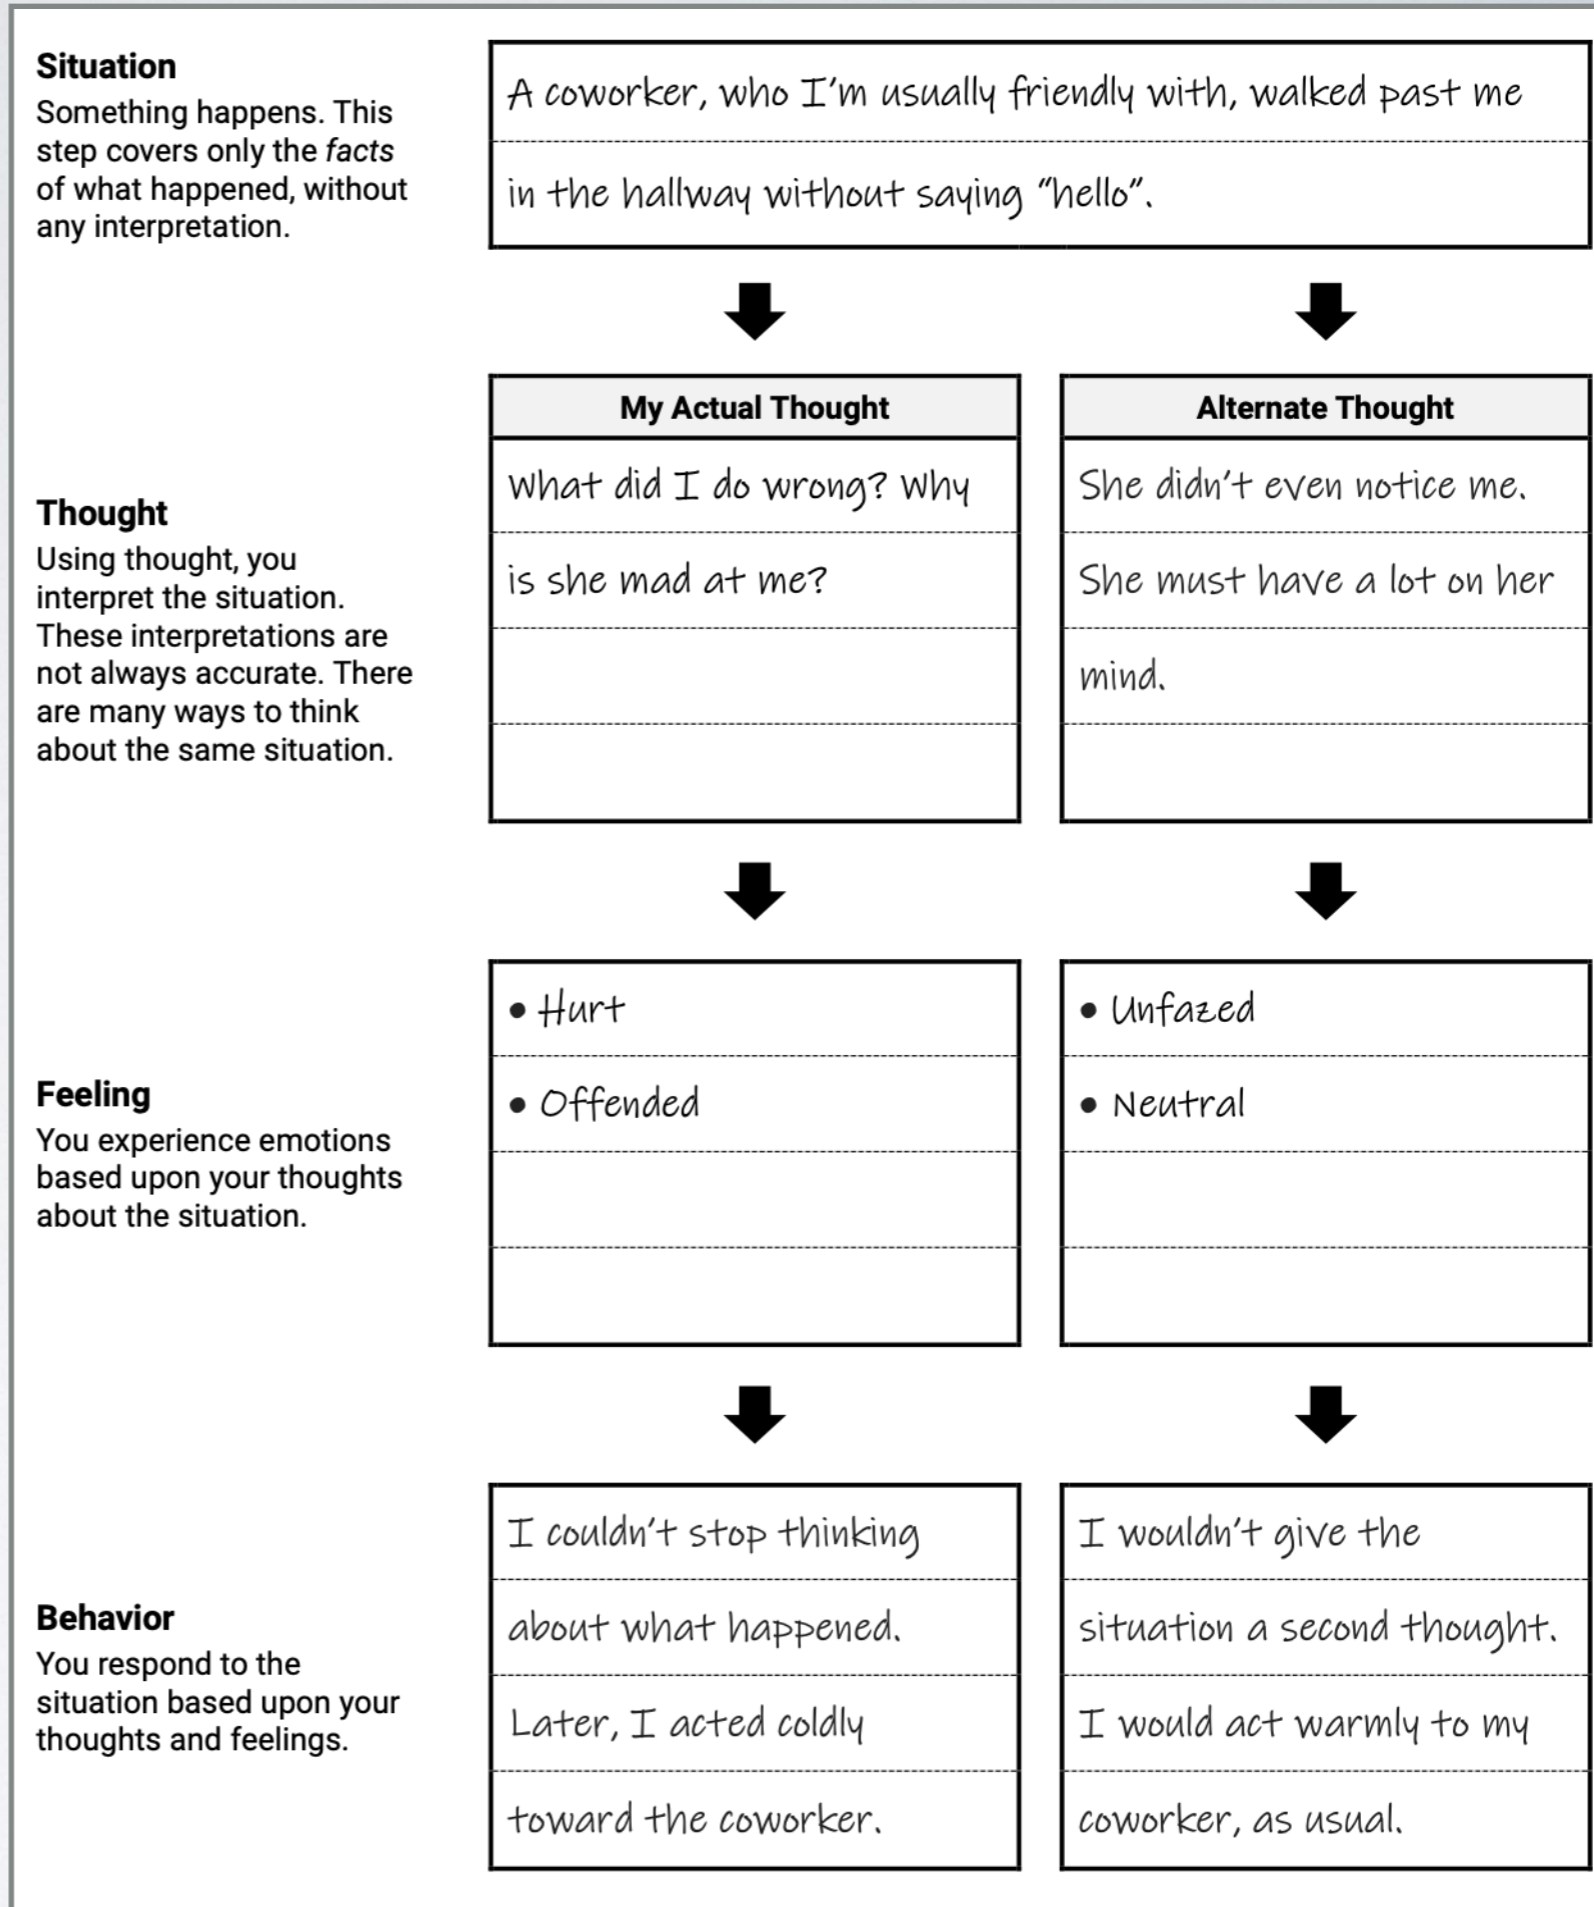 Situation
Something happens. This
step covers only the facts
of what happened, without
any interpretation.
A coworker, who I'm usually friendly with, walked past me
in the hallway without saying "hello".
My Actual Thought
Alternate Thought
Thought
Using thought, you
interpret the situation.
These interpretations are
not always accurate. There
are many ways to think
about the same situation.
What did I do wrong? Why
is she mad at me?
She didn't even notice me.
She must have a lot on her
mind.
Feeling
You experience emotions
based upon your thoughts
about the situation.
• Hurt
• Offended
• Unfazed
• Neutral
Behavior
You respond to the
situation based upon your
thoughts and feelings.
I couldn't stop thinking
about what happened.
Later, I acted coldly
toward the coworker.
I wouldn't give the
situation a second thought.
I would act warmly to my
coworker, as usual.